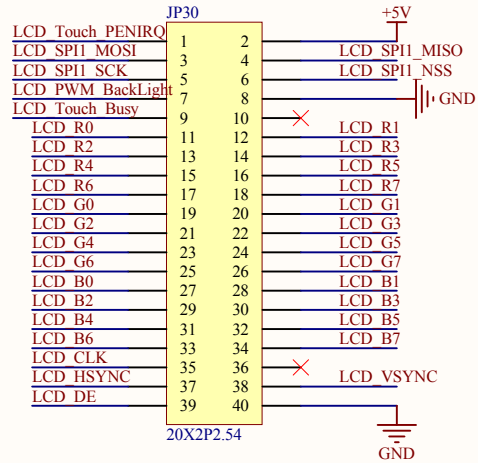 JP30
+5V
LCD_Touch_PENIRQ 1 2
LCD_SPI1_MOSI 3 4 LCD_SPI1_MISO
LCD_SPI1_SCK 5 6 LCD_SPI1_NSS
LCD_PWM_BackLight 7 8 GND
LCD_Touch_Busy 9 10
LCD_R0 11 12 LCD_R1
LCD_R2 13 14 LCD_R3
LCD_R4 15 16 LCD_R5
LCD_R6 17 18 LCD_R7
LCD_G0 19 20 LCD_G1
LCD_G2 21 22 LCD_G3
LCD_G4 23 24 LCD_G5
LCD_G6 25 26 LCD_G7
LCD_B0 27 28 LCD_B1
LCD_B2 29 30 LCD_B3
LCD_B4 31 32 LCD_B5
LCD_B6 33 34 LCD_B7
LCD_CLK 35 36
LCD_HSYNC 37 38 LCD_VSYNC
LCD_DE 39 40
20X2P2.54
GND